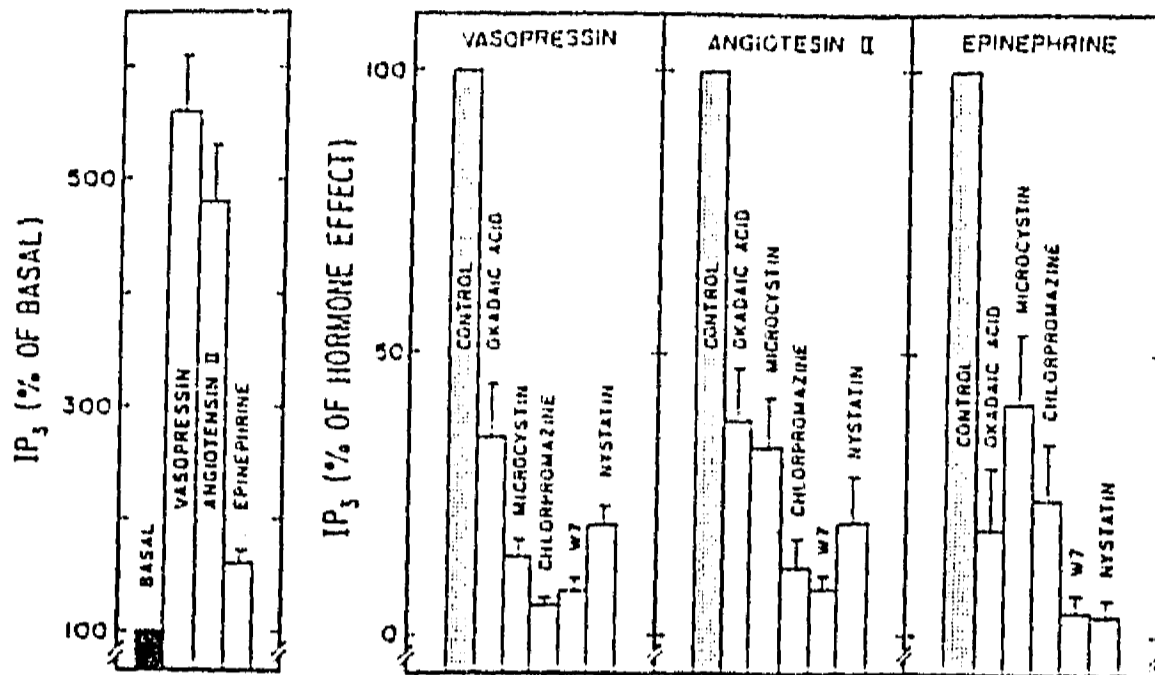 IP3 (% OF BASAL)
500
300
100
BASAL
VASOPRESSIN
ANGIOTENSIN II
EPINEPHRINE
IP3 (% OF HORMONE EFFECT)
100
50
0
VASOPRESSIN
CONTROL
OKADAIC ACID
MICROCYSTIN
CHLORPROMAZINE
W7
NYSTATIN
ANGIOTESIN II
CONTROL
OKADAIC ACID
MICROCYSTIN
CHLORPROMAZINE
W7
NYSTATIN
EPINEPHRINE
CONTROL
OKADAIC ACID
MICROCYSTIN
CHLORPROMAZINE
W7
NYSTATIN